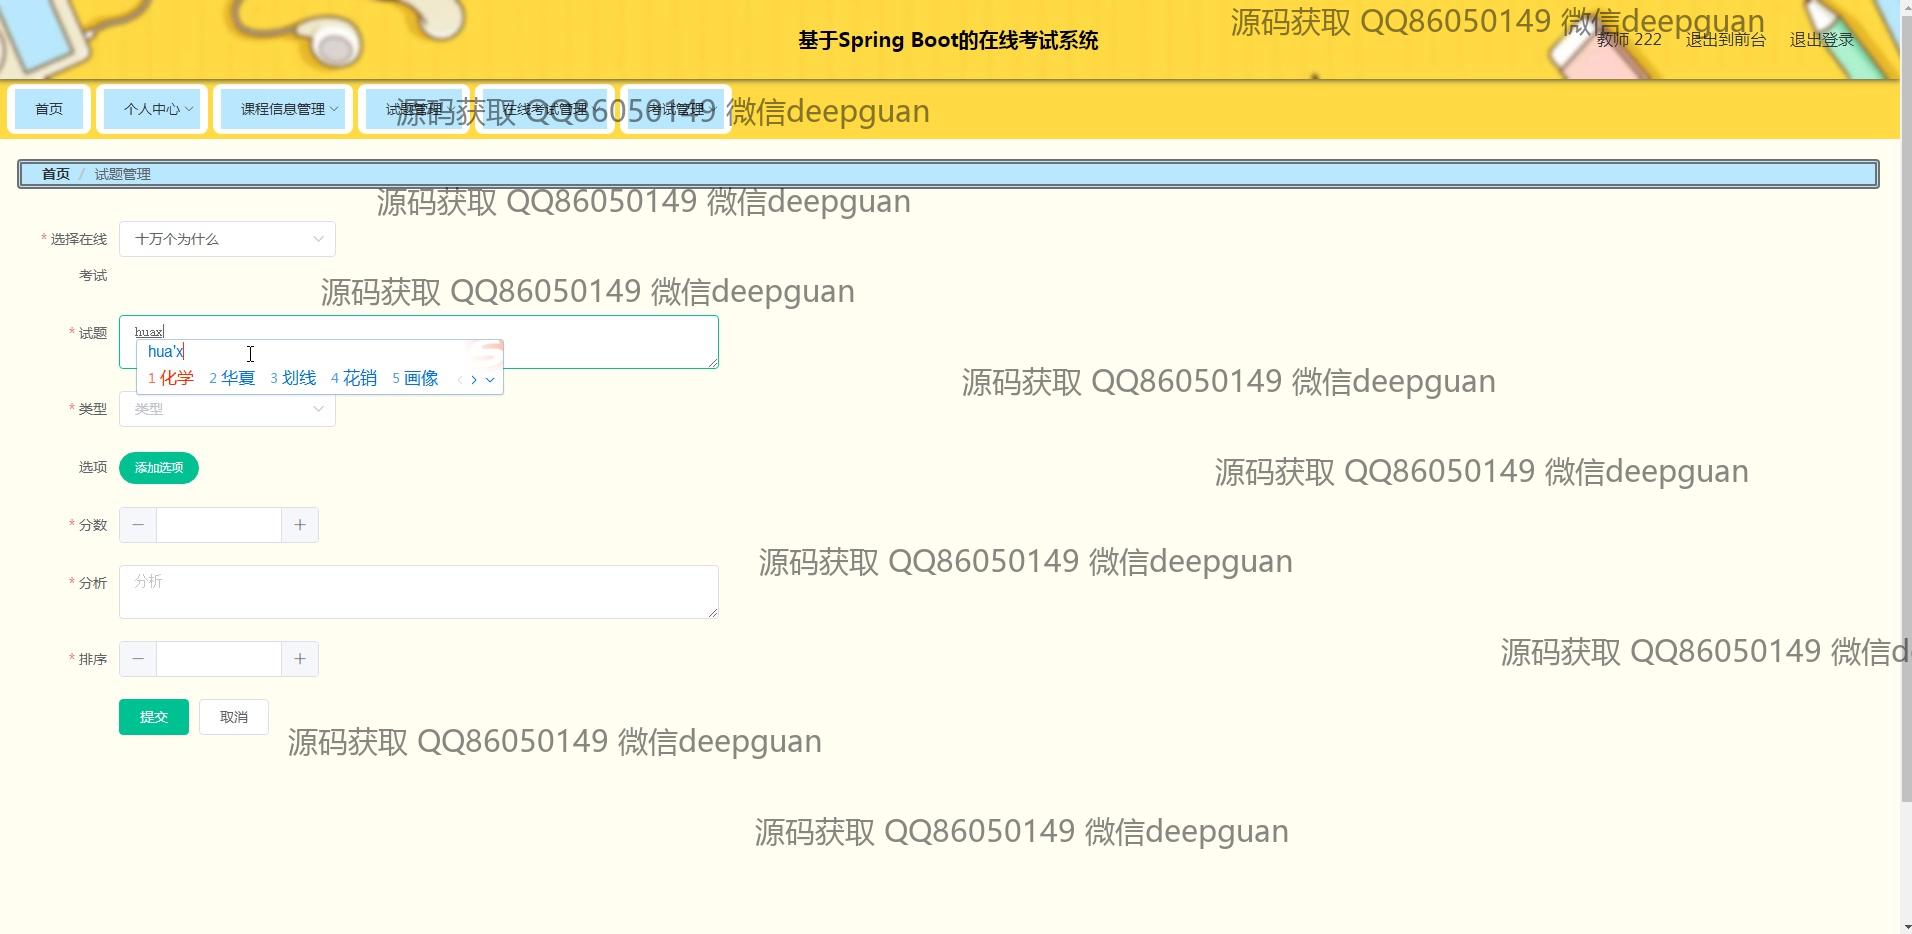 源码获取 QQ86050149 微信deepguan
基于Spring Boot的在线考试系统
教师 222 退出到前台 退出登录
首页 个人中心 课程信息管理 试题管理 在线考试管理 考试管理
源码获取 QQ86050149 微信deepguan
首页 / 试题管理
源码获取 QQ86050149 微信deepguan
* 选择在线 十万个为什么
考试
源码获取 QQ86050149 微信deepguan
* 试题 huax
hua'x
1 化学 2 华夏 3 划线 4 花销 5 画像
源码获取 QQ86050149 微信deepguan
* 类型 类型
选项 添加选项
源码获取 QQ86050149 微信deepguan
* 分数
源码获取 QQ86050149 微信deepguan
* 分析 分析
* 排序
源码获取 QQ86050149 微信d
提交 取消
源码获取 QQ86050149 微信deepguan
源码获取 QQ86050149 微信deepguan